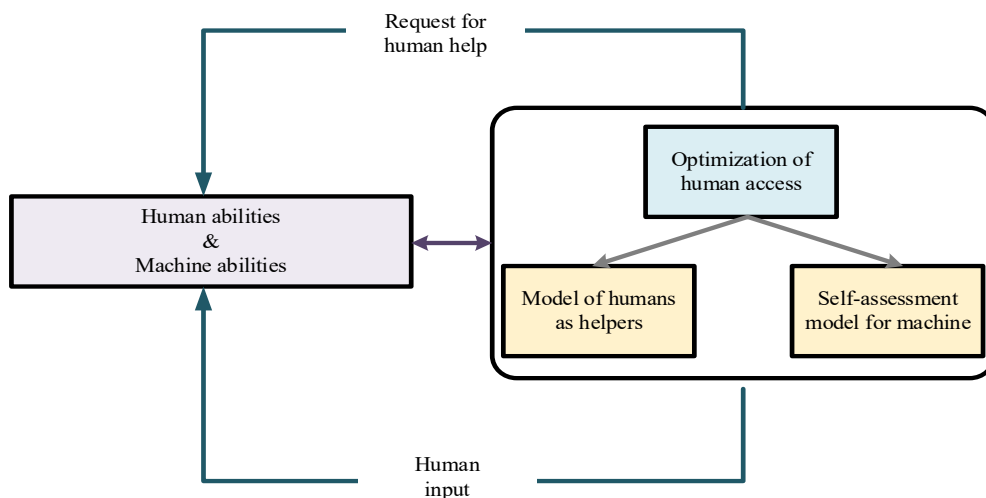 Request for
human help
Optimization of
human access
Human abilities
&
Machine abilities
Model of humans
as helpers
Self-assessment
model for machine
Human
input